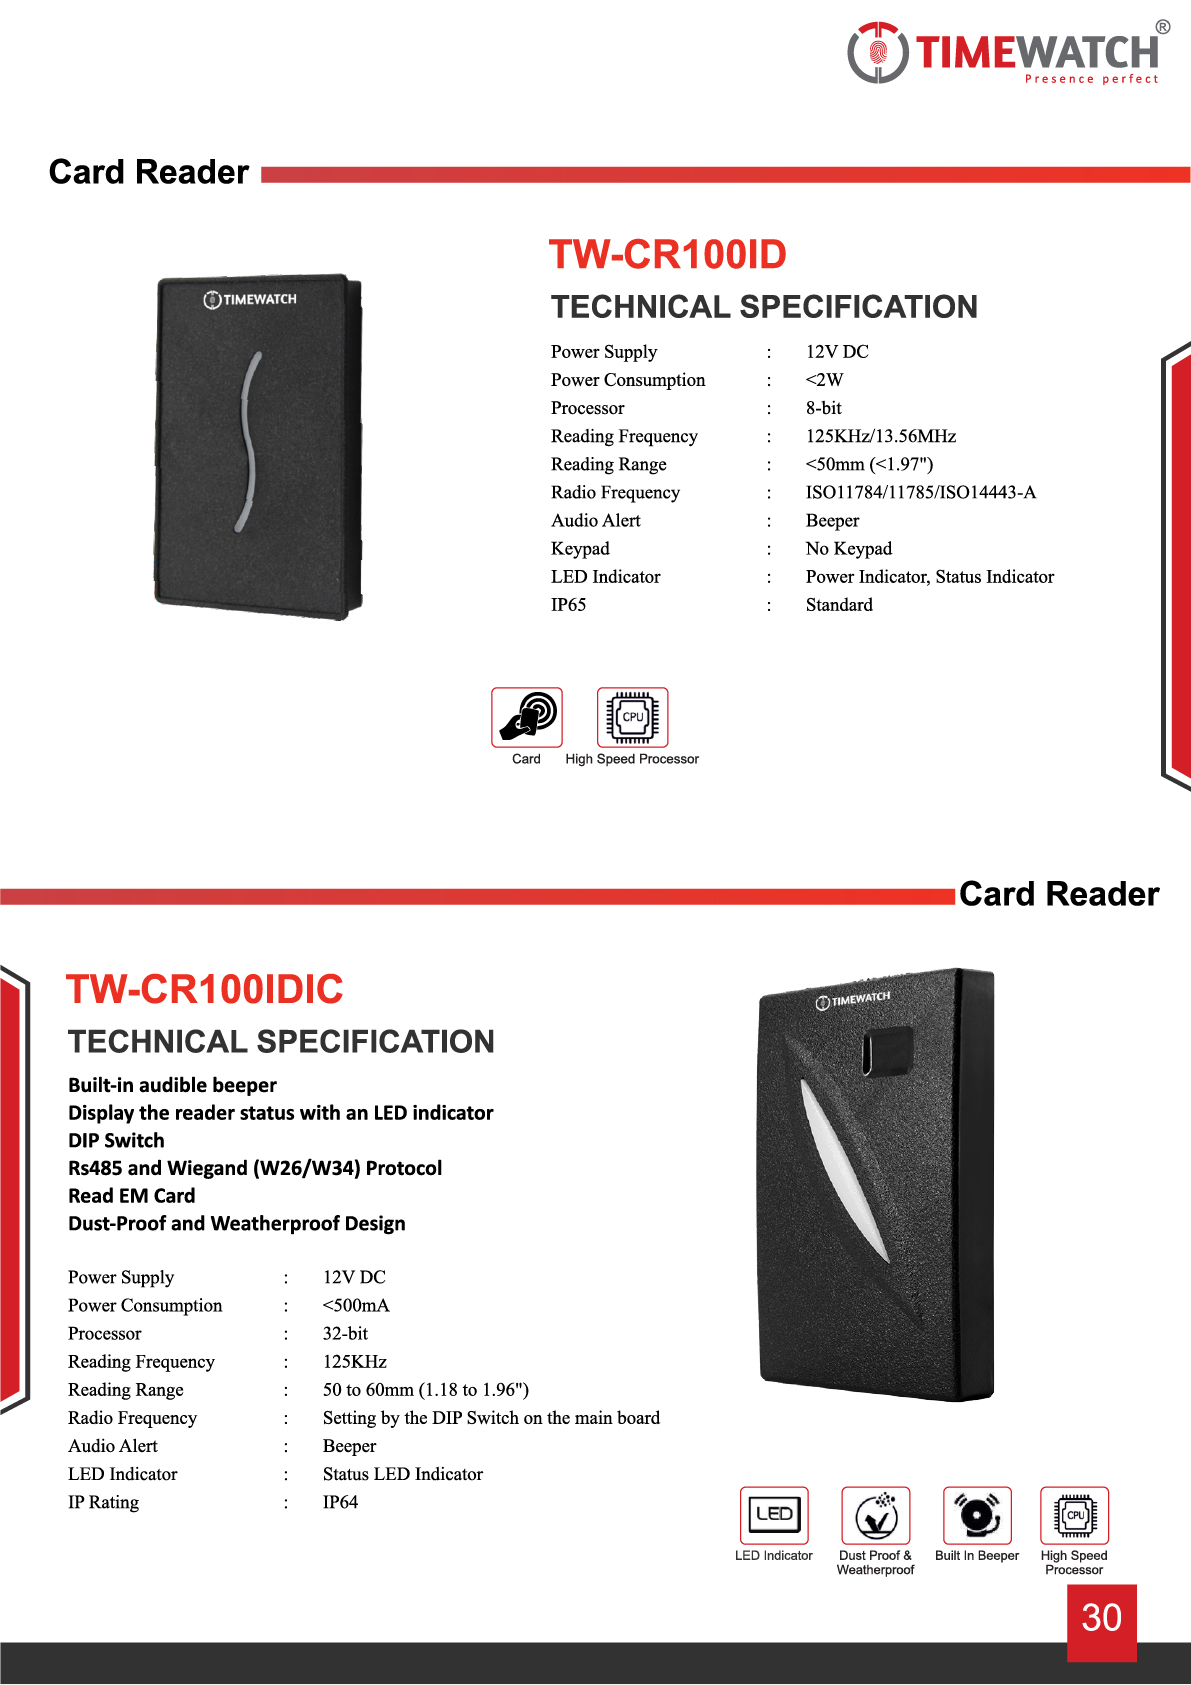 TIMEWATCH®
Presence perfect
Card Reader
TW-CR100ID
TIMEWATCH
TECHNICAL SPECIFICATION
Power Supply : 12V DC
Power Consumption : <2W
Processor : 8-bit
Reading Frequency : 125KHz/13.56MHz
Reading Range : <50mm (<1.97")
Radio Frequency : ISO11784/11785/ISO14443-A
Audio Alert : Beeper
Keypad : No Keypad
LED Indicator : Power Indicator, Status Indicator
IP65 : Standard
CPU
Card High Speed Processor
Card Reader
TW-CR100IDIC
TIMEWATCH
TECHNICAL SPECIFICATION
Built-in audible beeper
Display the reader status with an LED indicator
DIP Switch
Rs485 and Wiegand (W26/W34) Protocol
Read EM Card
Dust-Proof and Weatherproof Design
Power Supply : 12V DC
Power Consumption : <500mA
Processor : 32-bit
Reading Frequency : 125KHz
Reading Range : 50 to 60mm (1.18 to 1.96")
Radio Frequency : Setting by the DIP Switch on the main board
Audio Alert : Beeper
LED Indicator : Status LED Indicator
IP Rating : IP64
LED
CPU
LED Indicator
Dust Proof &
Weatherproof
Built In Beeper
High Speed
Processor
30